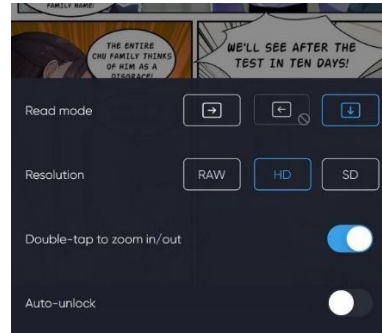 FAMILY NAME!
THE ENTIRE
CHU FAMILY THINKS
OF HIM AS A
DISGRACE!
WE'LL SEE AFTER THE
TEST IN TEN DAYS!
Read mode
Resolution
RAW
HD
SD
Double-tap to zoom in/out
Auto-unlock